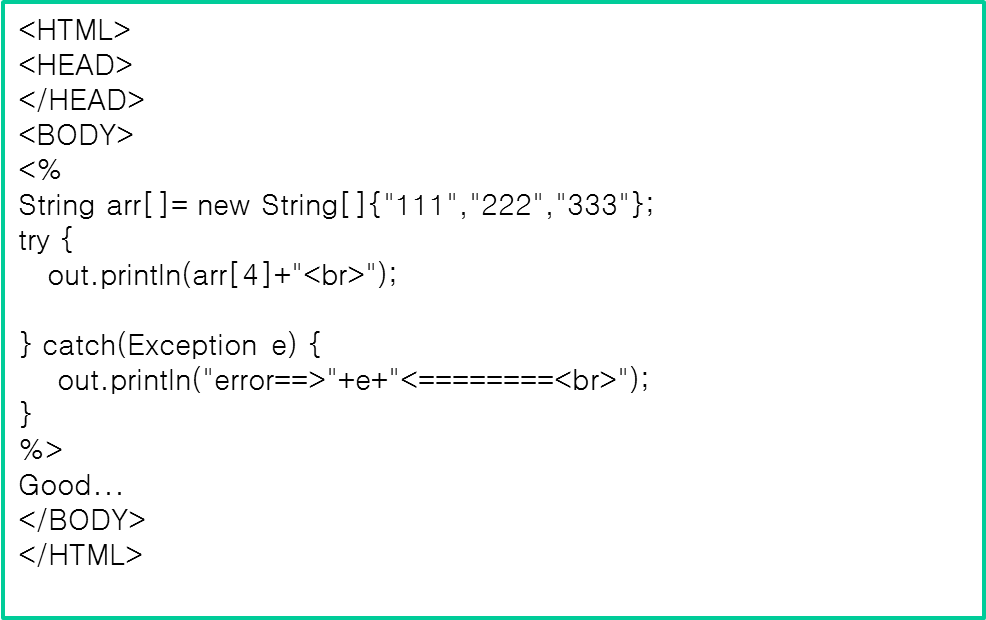 <HTML>
<HEAD>
</HEAD>
<BODY>
<%
String arr[]= new String[]{"111","222","333"};
try {
   out.println(arr[4]+"<br>");

} catch(Exception e) {
    out.println("error==>"+e+"<========<br>");
}
%>
Good...
</BODY>
</HTML>